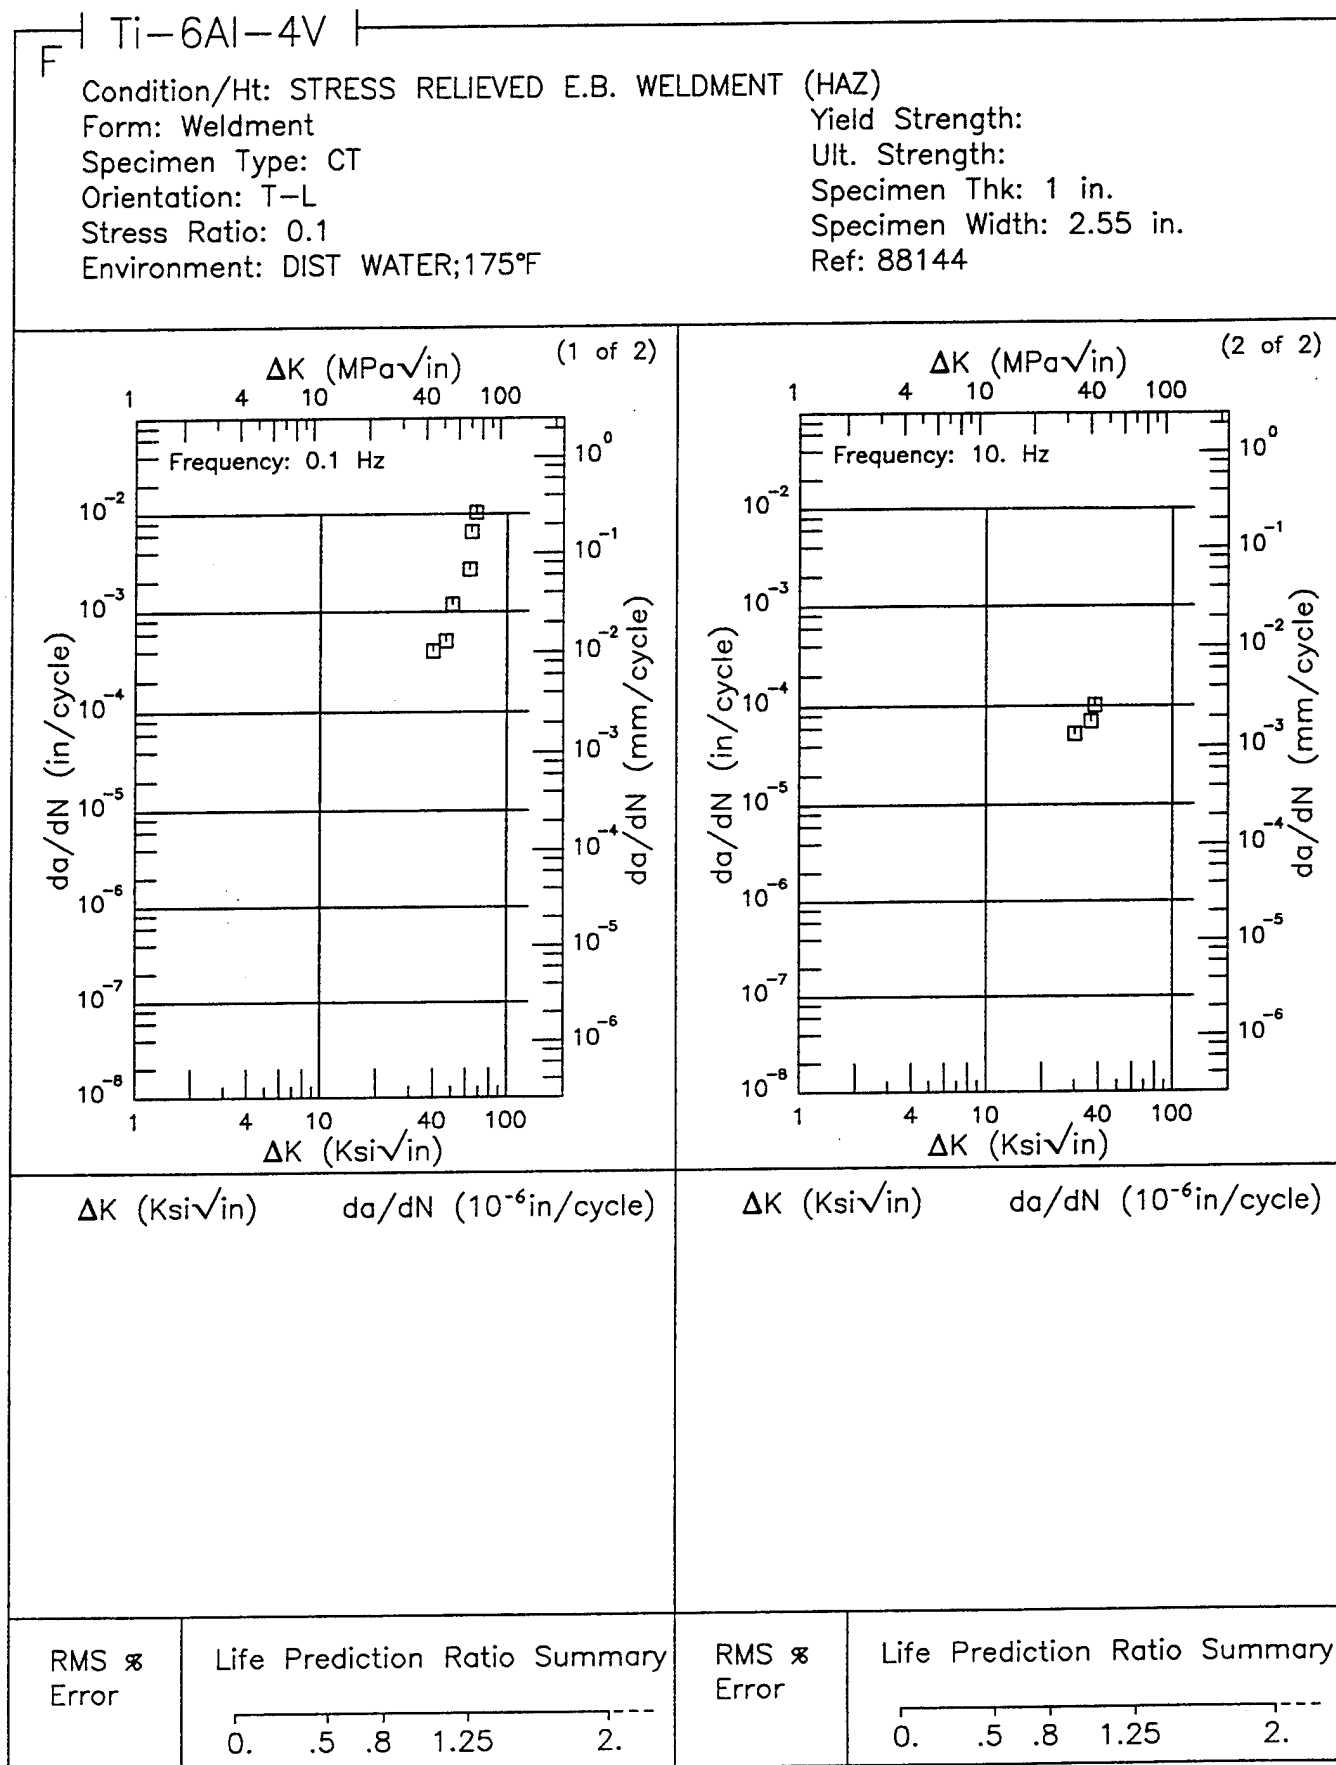 Ti-6Al-4V
F
Condition/Ht: STRESS RELIEVED E.B. WELDMENT (HAZ)
Form: Weldment
Specimen Type: CT
Orientation: T-L
Stress Ratio: 0.1
Environment: DIST WATER;175°F
Yield Strength:
Ult. Strength:
Specimen Thk: 1 in.
Specimen Width: 2.55 in.
Ref: 88144
(1 of 2)
ΔK (MPa√in)
1 4 10 40 100
Frequency: 0.1 Hz
da/dN (in/cycle)
10⁻²
10⁻³
10⁻⁴
10⁻⁵
10⁻⁶
10⁻⁷
10⁻⁸
10⁰
10⁻¹
10⁻²
10⁻³
10⁻⁴
10⁻⁵
10⁻⁶
da/dN (mm/cycle)
1 4 10 40 100
ΔK (Ksi√in)
(2 of 2)
ΔK (MPa√in)
1 4 10 40 100
Frequency: 10. Hz
da/dN (in/cycle)
10⁻²
10⁻³
10⁻⁴
10⁻⁵
10⁻⁶
10⁻⁷
10⁻⁸
10⁰
10⁻¹
10⁻²
10⁻³
10⁻⁴
10⁻⁵
10⁻⁶
da/dN (mm/cycle)
1 4 10 40 100
ΔK (Ksi√in)
ΔK (Ksi√in) da/dN (10⁻⁶in/cycle)
ΔK (Ksi√in) da/dN (10⁻⁶in/cycle)
RMS %
Error
Life Prediction Ratio Summary
0. .5 .8 1.25 2.
RMS %
Error
Life Prediction Ratio Summary
0. .5 .8 1.25 2.